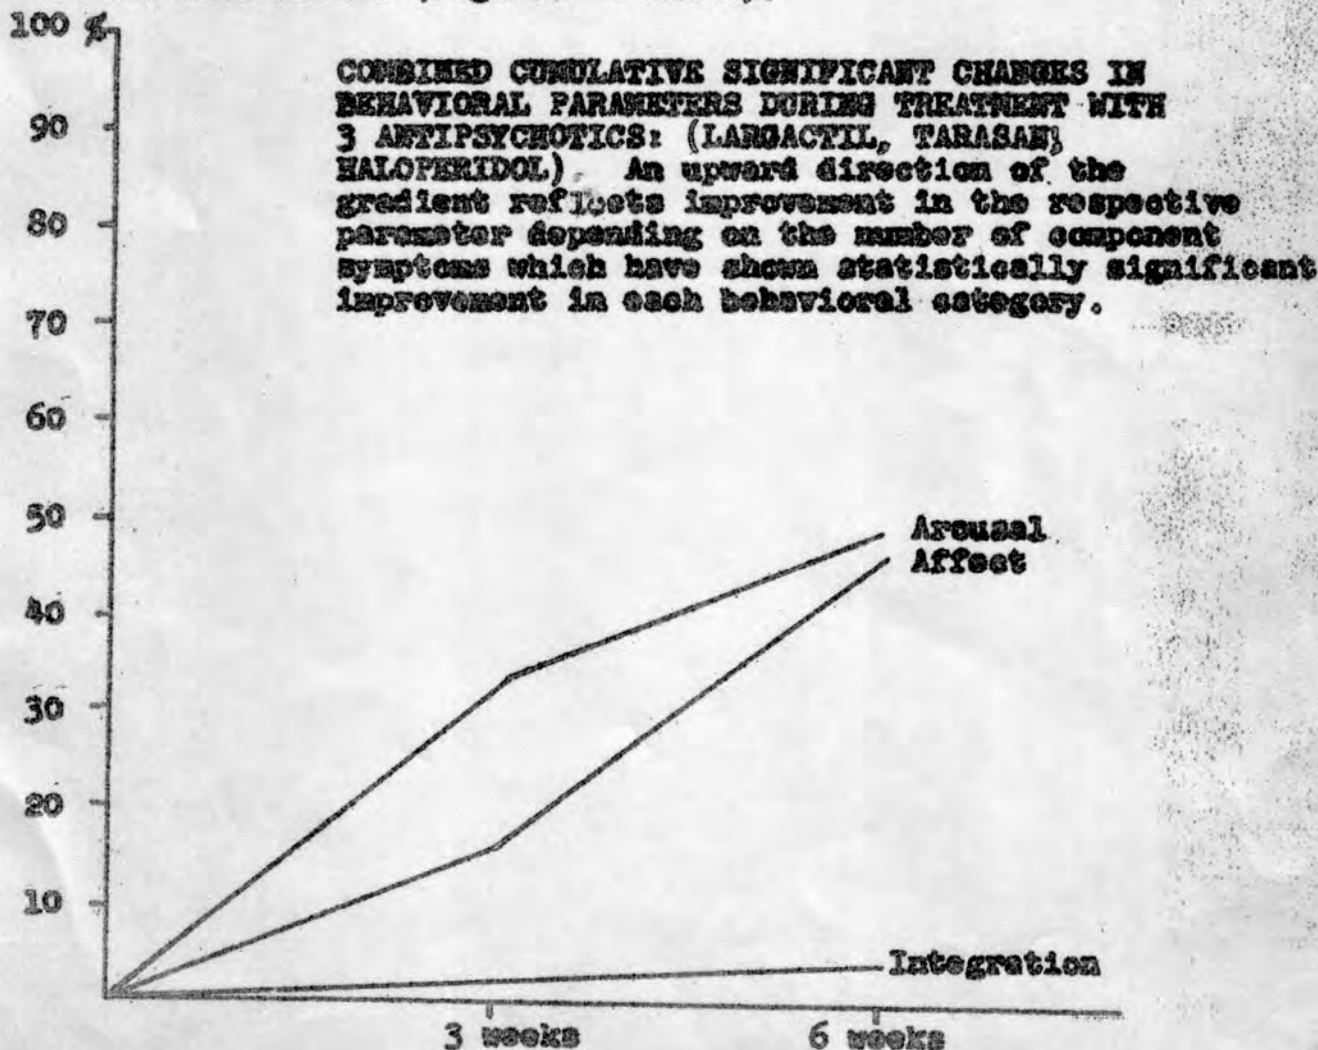 100 %
COMBINED CUMULATIVE SIGNIFICANT CHANGES IN
BEHAVIORAL PARAMETERS DURING TREATMENT WITH
3 ANTIPSYCHOTICS: (LARGACTIL, TARASAN,
HALOPERIDOL). An upward direction of the
gradient reflects improvement in the respective
parameter depending on the number of component
symptoms which have shown statistically significant
improvement in each behavioral category.
90
80
70
60
50
40
30
20
10
Arousal
Affect
Integration
3 weeks 6 weeks